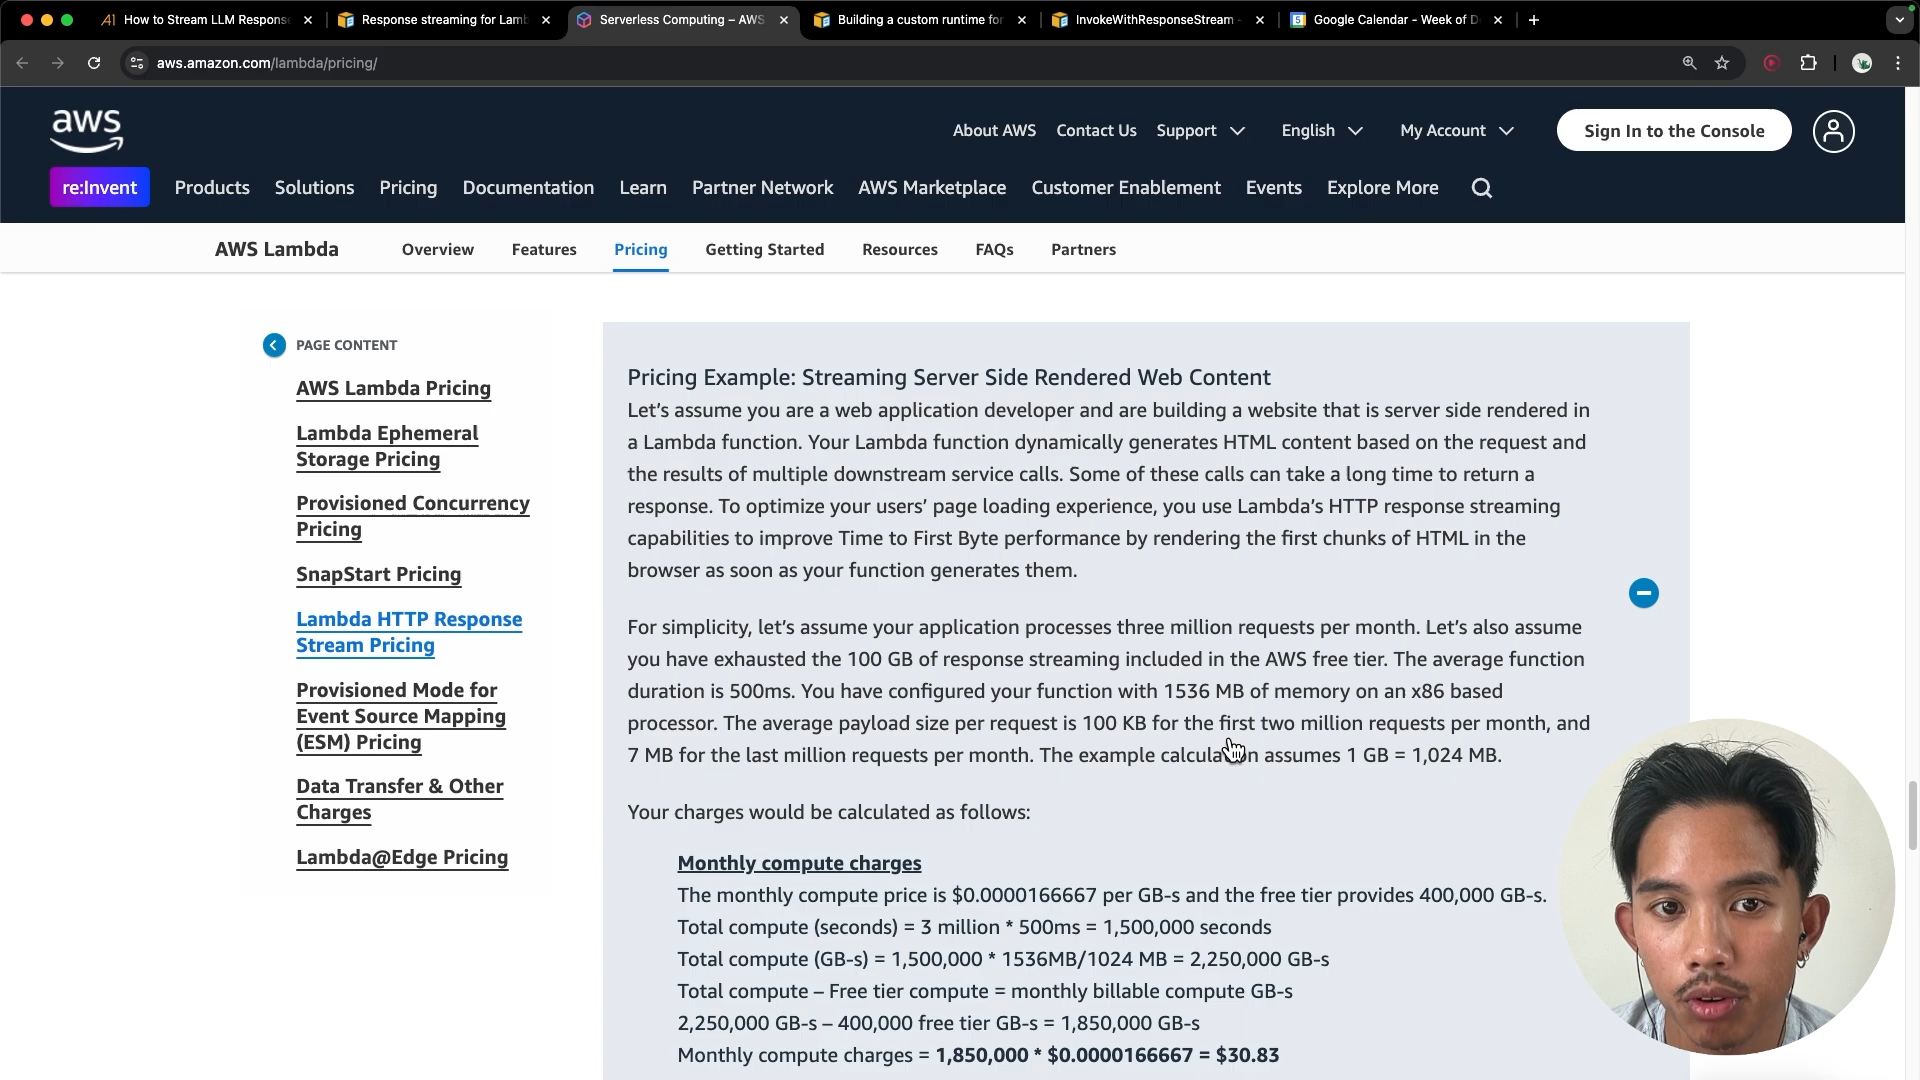 How to Stream LLM Respons
Response streaming for Lamb
Serverless Computing – AWS
Building a custom runtime for
InvokeWithResponseStream -
Google Calendar - Week of D
aws.amazon.com/lambda/pricing/
aws
About AWS Contact Us Support English My Account Sign In to the Console
re:Invent Products Solutions Pricing Documentation Learn Partner Network AWS Marketplace Customer Enablement Events Explore More
AWS Lambda Overview Features Pricing Getting Started Resources FAQs Partners
PAGE CONTENT
AWS Lambda Pricing
Lambda Ephemeral
Storage Pricing
Provisioned Concurrency
Pricing
SnapStart Pricing
Lambda HTTP Response
Stream Pricing
Provisioned Mode for
Event Source Mapping
(ESM) Pricing
Data Transfer & Other
Charges
Lambda@Edge Pricing
Pricing Example: Streaming Server Side Rendered Web Content
Let's assume you are a web application developer and are building a website that is server side rendered in
a Lambda function. Your Lambda function dynamically generates HTML content based on the request and
the results of multiple downstream service calls. Some of these calls can take a long time to return a
response. To optimize your users' page loading experience, you use Lambda's HTTP response streaming
capabilities to improve Time to First Byte performance by rendering the first chunks of HTML in the
browser as soon as your function generates them.
For simplicity, let's assume your application processes three million requests per month. Let's also assume
you have exhausted the 100 GB of response streaming included in the AWS free tier. The average function
duration is 500ms. You have configured your function with 1536 MB of memory on an x86 based
processor. The average payload size per request is 100 KB for the first two million requests per month, and
7 MB for the last million requests per month. The example calculation assumes 1 GB = 1,024 MB.
Your charges would be calculated as follows:
Monthly compute charges
The monthly compute price is $0.0000166667 per GB-s and the free tier provides 400,000 GB-s.
Total compute (seconds) = 3 million * 500ms = 1,500,000 seconds
Total compute (GB-s) = 1,500,000 * 1536MB/1024 MB = 2,250,000 GB-s
Total compute – Free tier compute = monthly billable compute GB-s
2,250,000 GB-s – 400,000 free tier GB-s = 1,850,000 GB-s
Monthly compute charges = 1,850,000 * $0.0000166667 = $30.83